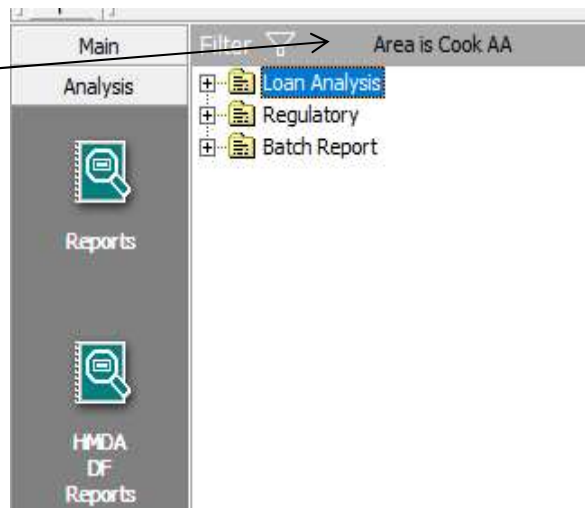 Main
Analysis
Reports
HMDA
DF
Reports
Filter Area is Cook AA
Loan Analysis
Regulatory
Batch Report